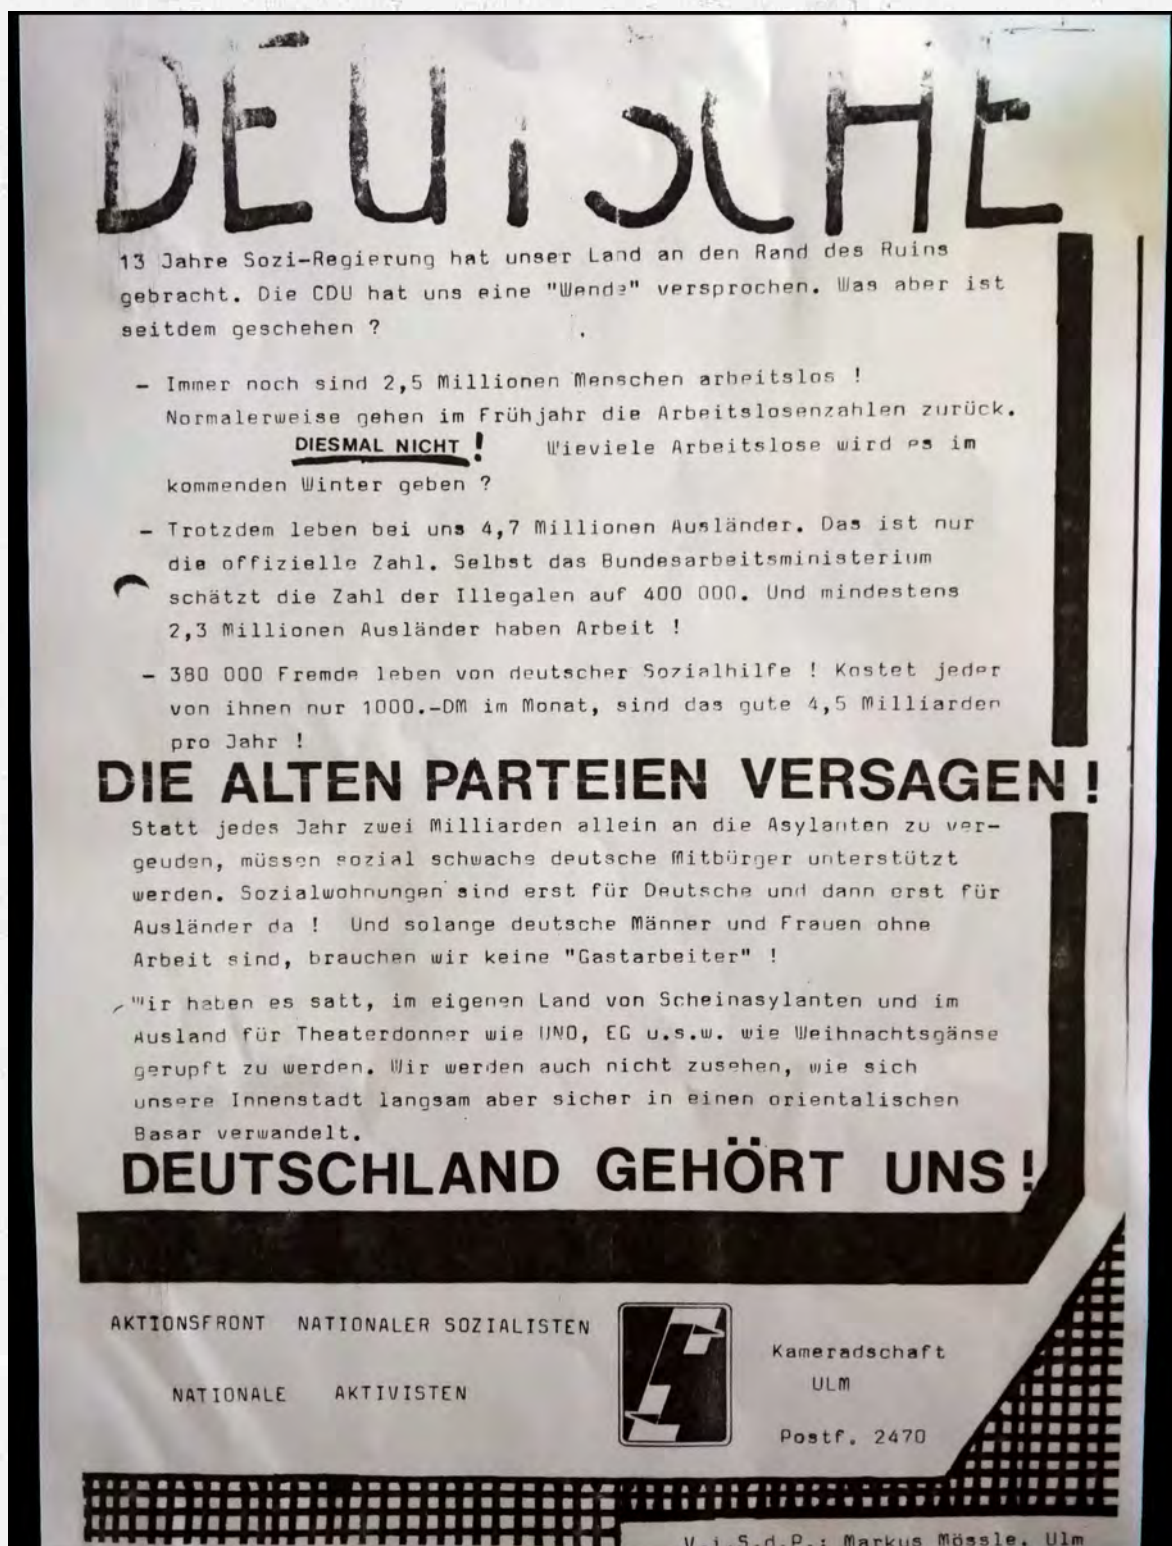 DEUTSCHE
13 Jahre Sozi-Regierung hat unser Land an den Rand des Ruins
gebracht. Die CDU hat uns eine "Wende" versprochen. Was aber ist
seitdem geschehen ?
– Immer noch sind 2,5 Millionen Menschen arbeitslos !
Normalerweise gehen im Frühjahr die Arbeitslosenzahlen zurück.
DIESMAL NICHT ! Wieviele Arbeitslose wird es im
kommenden Winter geben ?
– Trotzdem leben bei uns 4,7 Millionen Ausländer. Das ist nur
die offizielle Zahl. Selbst das Bundesarbeitsministerium
schätzt die Zahl der Illegalen auf 400 000. Und mindestens
2,3 Millionen Ausländer haben Arbeit !
– 380 000 Fremde leben von deutscher Sozialhilfe ! Kostet jeder
von ihnen nur 1000.-DM im Monat, sind das gute 4,5 Milliarden
pro Jahr !
DIE ALTEN PARTEIEN VERSAGEN !
Statt jedes Jahr zwei Milliarden allein an die Asylanten zu ver-
geuden, müssen sozial schwache deutsche Mitbürger unterstützt
werden. Sozialwohnungen sind erst für Deutsche und dann erst für
Ausländer da ! Und solange deutsche Männer und Frauen ohne
Arbeit sind, brauchen wir keine "Gastarbeiter" !
Wir haben es satt, im eigenen Land von Scheinasylanten und im
Ausland für Theaterdonner wie UNO, EG u.s.w. wie Weihnachtsgänse
gerupft zu werden. Wir werden auch nicht zusehen, wie sich
unsere Innenstadt langsam aber sicher in einen orientalischen
Basar verwandelt.
DEUTSCHLAND GEHÖRT UNS !
AKTIONSFRONT NATIONALER SOZIALISTEN
NATIONALE AKTIVISTEN
Kameradschaft
ULM
Postf. 2470
V.i.S.d.P.: Markus Mössle, Ulm